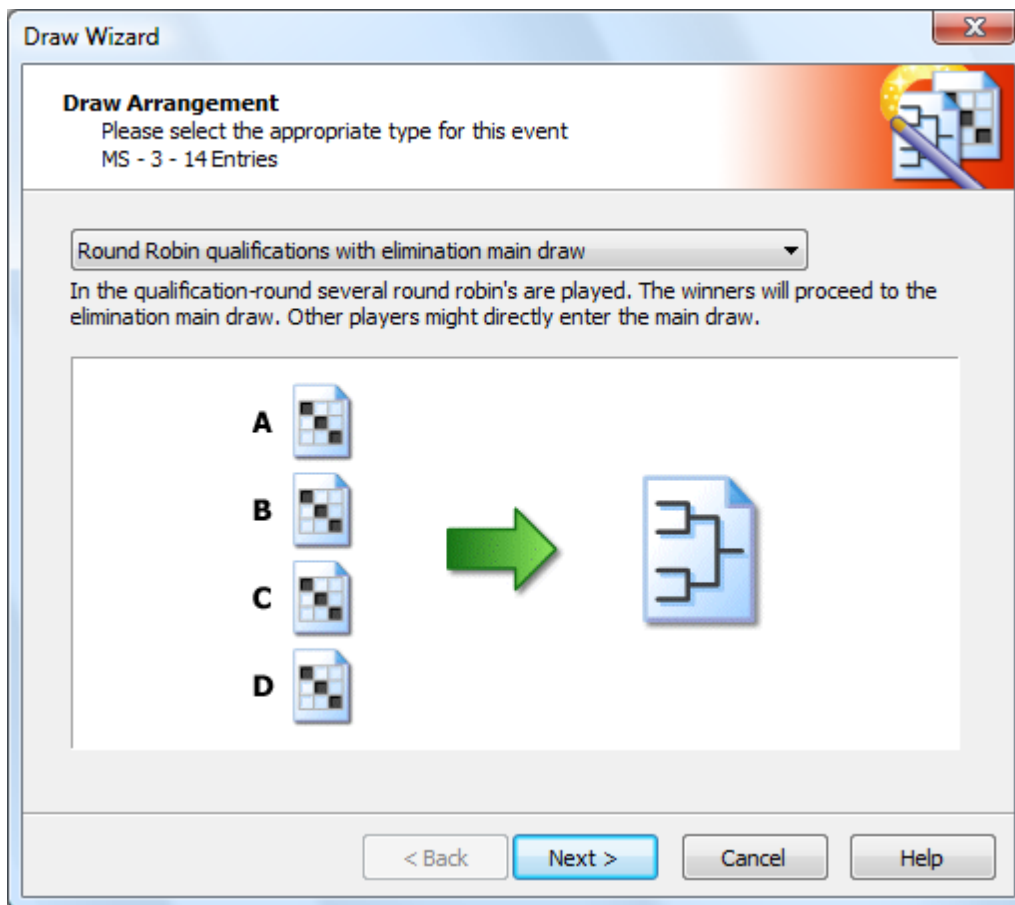 Draw Wizard
Draw Arrangement
Please select the appropriate type for this event
MS - 3 - 14 Entries
Round Robin qualifications with elimination main draw
In the qualification-round several round robin's are played. The winners will proceed to the
elimination main draw. Other players might directly enter the main draw.
A
B
C
D
< Back Next > Cancel Help